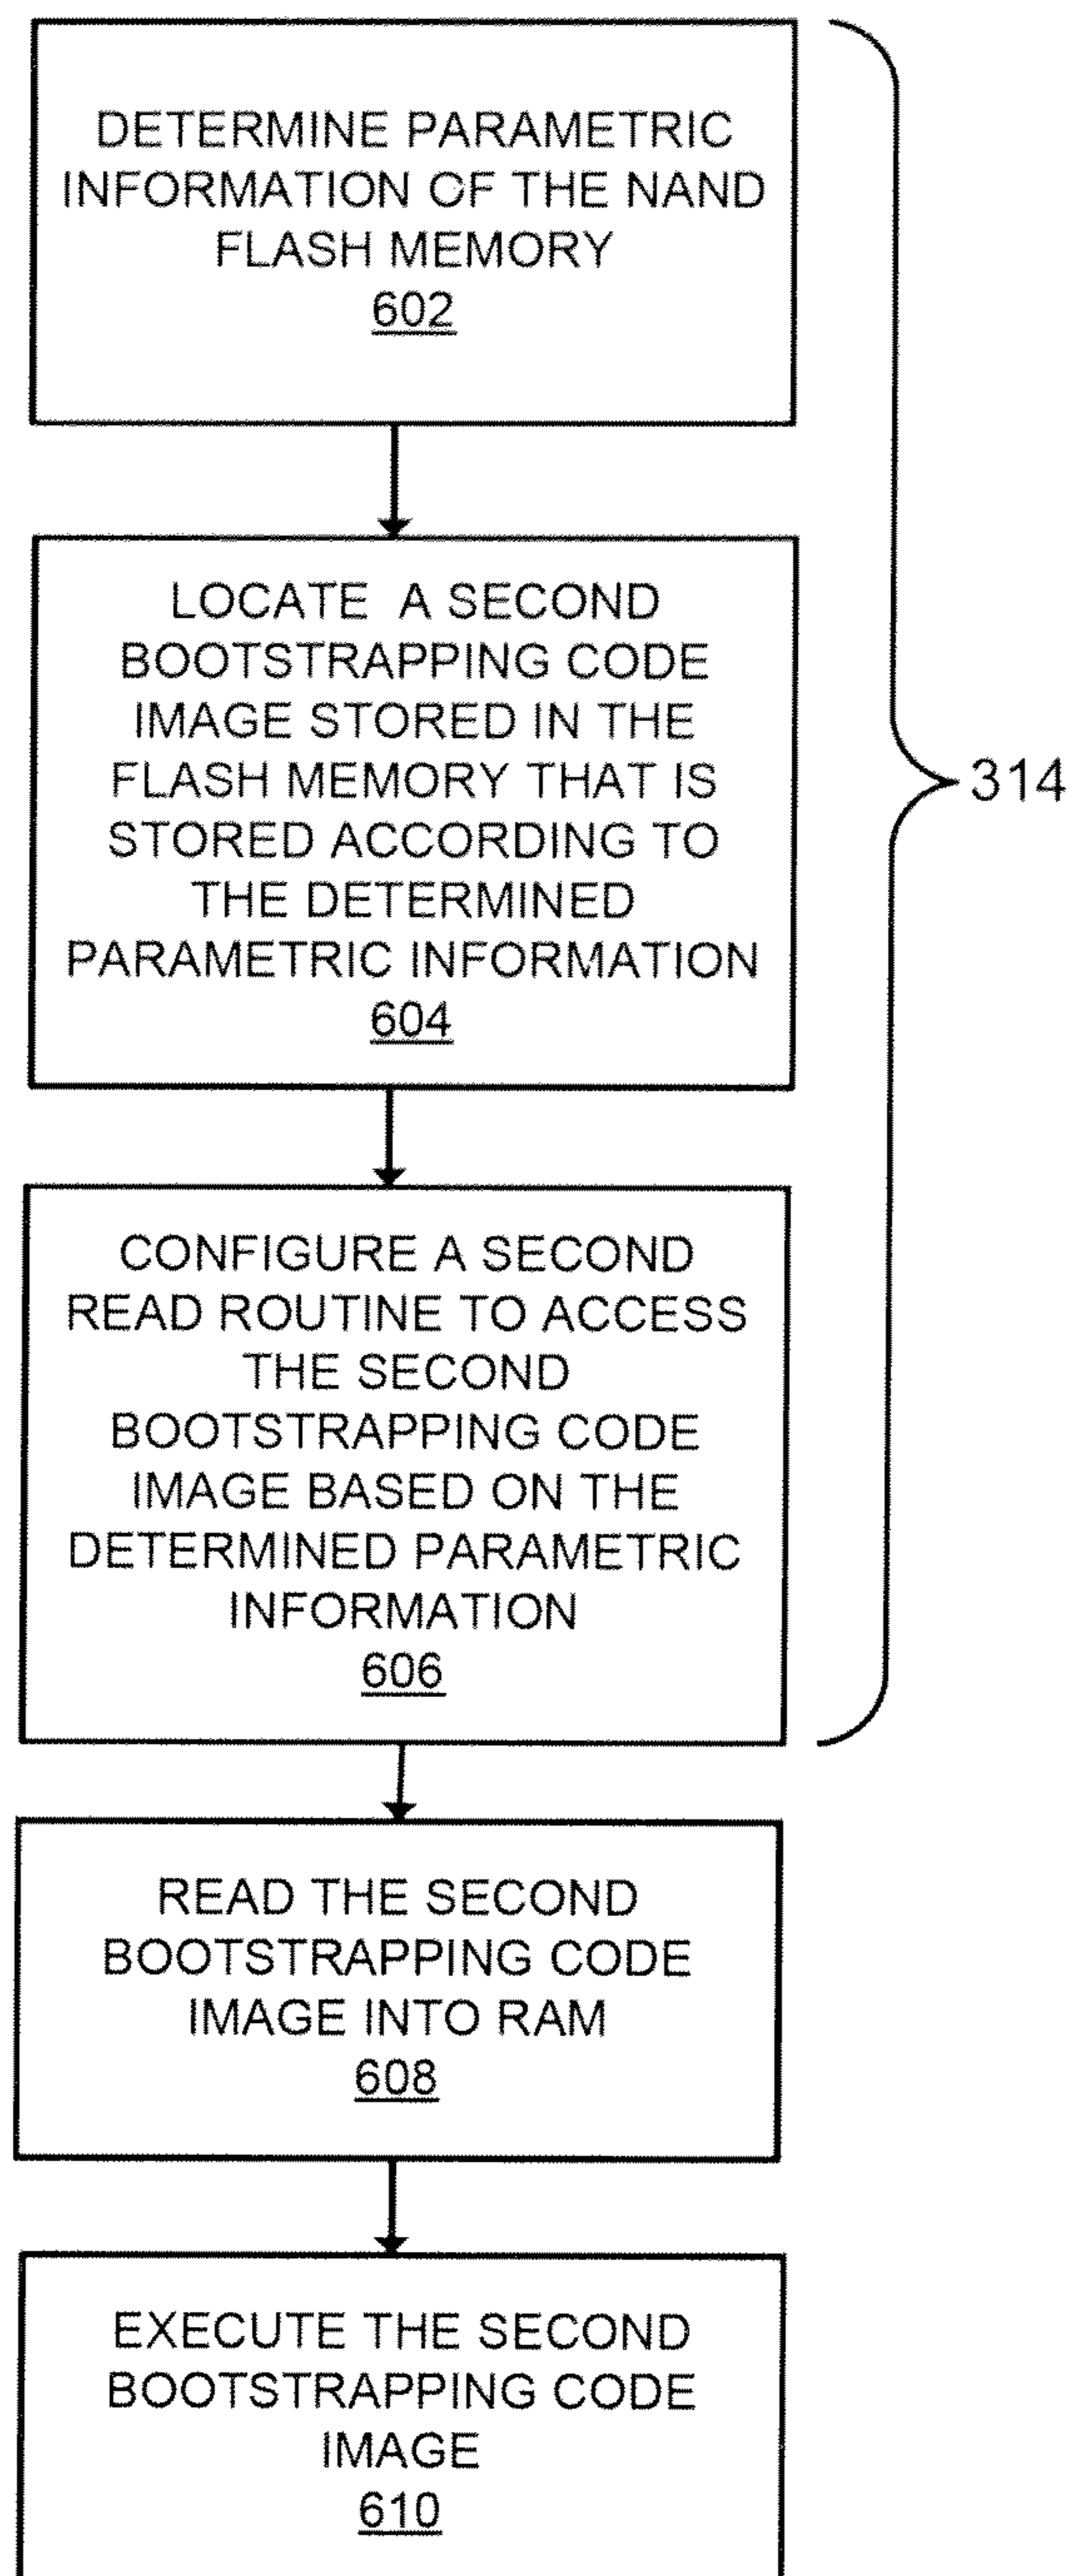 DETERMINE PARAMETRIC
INFORMATION OF THE NAND
FLASH MEMORY
602
LOCATE A SECOND
BOOTSTRAPPING CODE
IMAGE STORED IN THE
FLASH MEMORY THAT IS
STORED ACCORDING TO
THE DETERMINED
PARAMETRIC INFORMATION
604
314
CONFIGURE A SECOND
READ ROUTINE TO ACCESS
THE SECOND
BOOTSTRAPPING CODE
IMAGE BASED ON THE
DETERMINED PARAMETRIC
INFORMATION
606
READ THE SECOND
BOOTSTRAPPING CODE
IMAGE INTO RAM
608
EXECUTE THE SECOND
BOOTSTRAPPING CODE
IMAGE
610